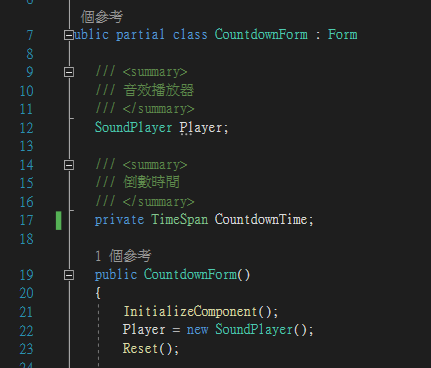 個參考
7 public partial class CountdownForm : Form
8
9 /// <summary>
10 /// 音效播放器
11 /// </summary>
12 SoundPlayer Player;
13
14 /// <summary>
15 /// 倒數時間
16 /// </summary>
17 private TimeSpan CountdownTime;
18
1 個參考
19 public CountdownForm()
20 {
21 InitializeComponent();
22 Player = new SoundPlayer();
23 Reset();